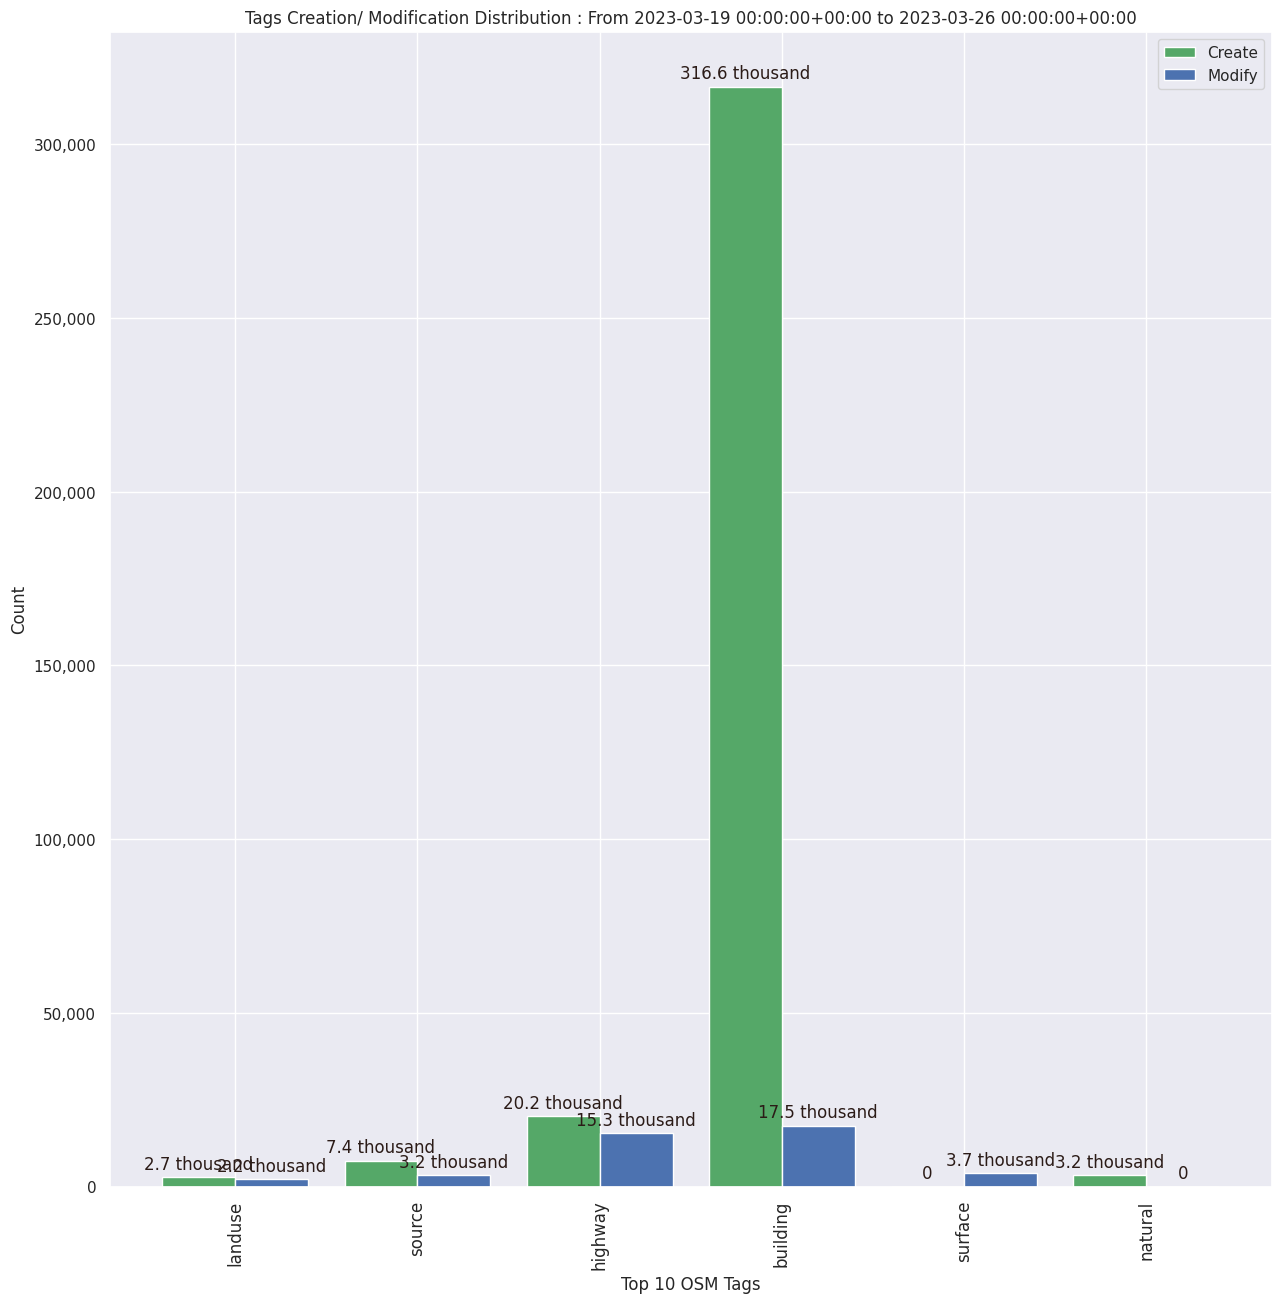 Tags Creation/ Modification Distribution : From 2023-03-19 00:00:00+00:00 to 2023-03-26 00:00:00+00:00
Create
Modify
316.6 thousand
300,000
250,000
200,000
150,000
100,000
50,000
0
Count
2.7 thousand
2.2 thousand
7.4 thousand
3.2 thousand
20.2 thousand
15.3 thousand
17.5 thousand
0
3.7 thousand
3.2 thousand
0
landuse
source
highway
building
surface
natural
Top 10 OSM Tags